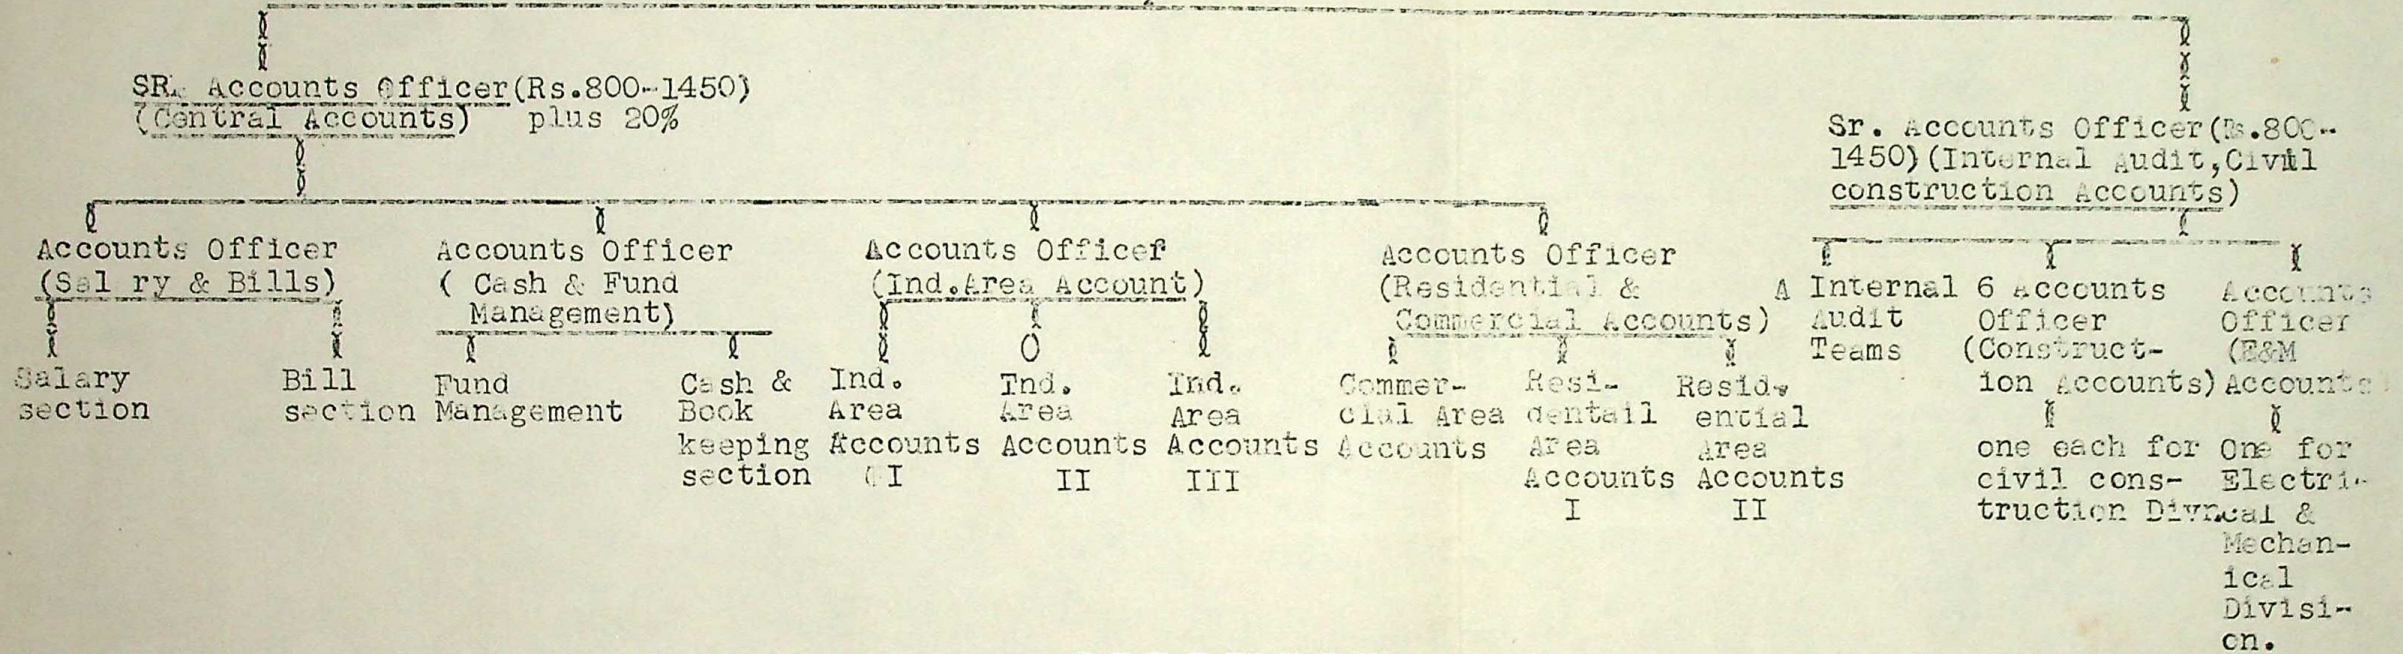 SR. Accounts Officer(Rs.800-1450)
(Central Accounts) plus 20%
Sr. Accounts Officer(Rs.800-
1450)(Internal Audit,Civil
construction Accounts)
Accounts Officer
(Sal ry & Bills)
Salary
section
Bill
section
Accounts Officer
( Cash & Fund
Management)
Fund
Management
Cash &
Book
keeping
section
Accounts Officer
(Ind.Area Account)
Ind.
Area
Accounts
I
Ind.
Area
Accounts
II
Ind.
Area
Accounts
III
Accounts Officer
(Residential &
Commercial Accounts)
Commer-
cial Area
Accounts
Resi-
dentail
Area
Accounts
I
Resid-
ential
Area
Accounts
II
A Internal
Audit
Teams
6 Accounts
Officer
(Construct-
ion Accounts)
one each for
civil cons-
truction Divn
Accounts
Officer
(E&M
Accounts)
One for
Electri-
cal &
Mechan-
ical
Divisi-
on.